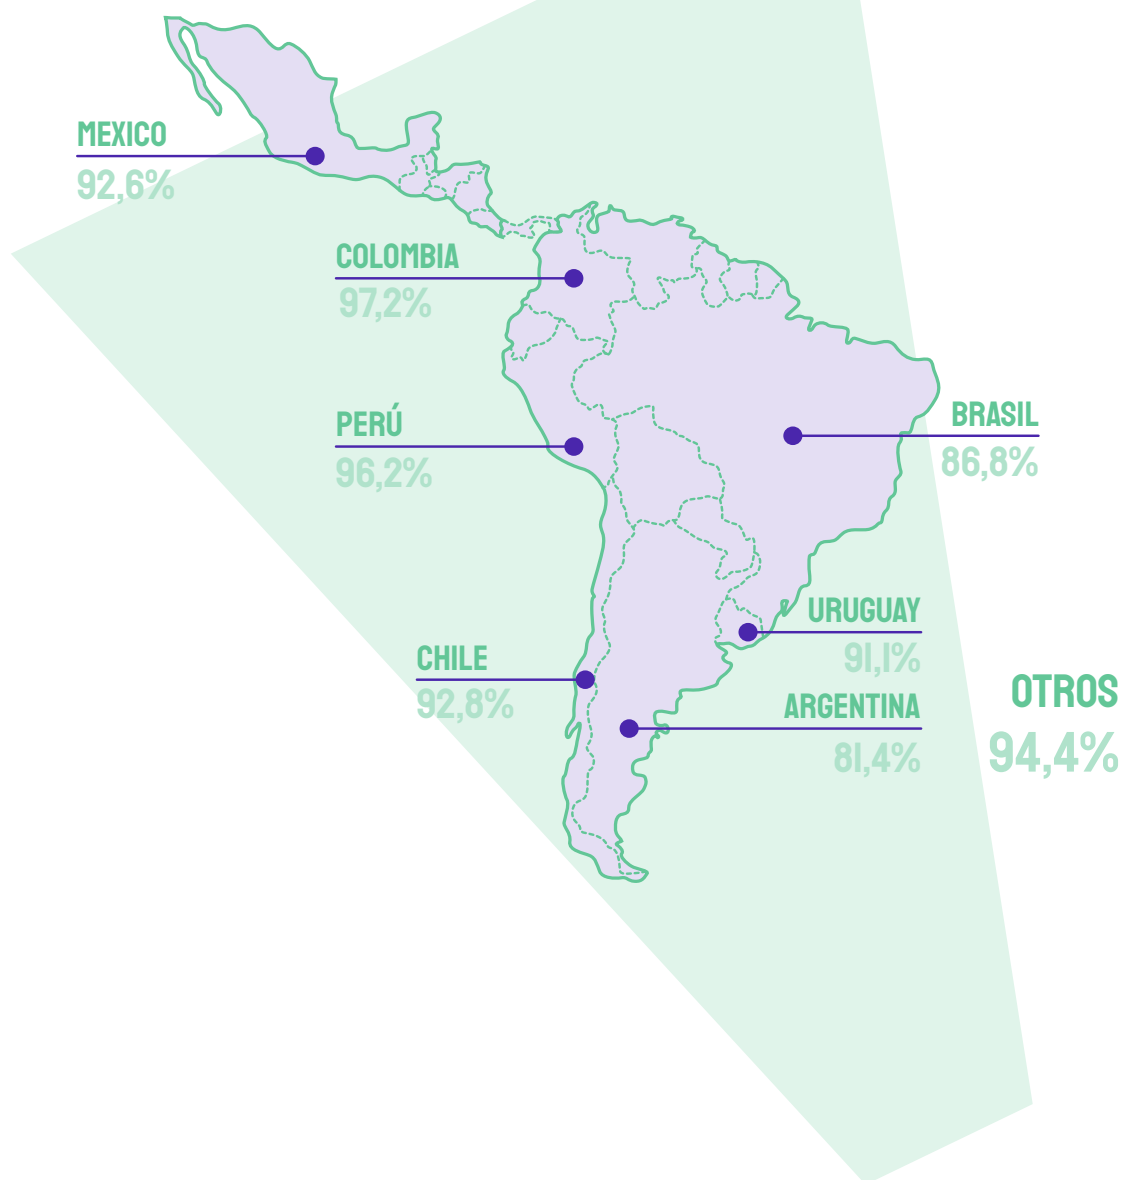 MEXICO
92,6%
COLOMBIA
97,2%
PERÚ
96,2%
BRASIL
86,8%
URUGUAY
91,1%
CHILE
92,8%
ARGENTINA
81,4%
OTROS
94,4%